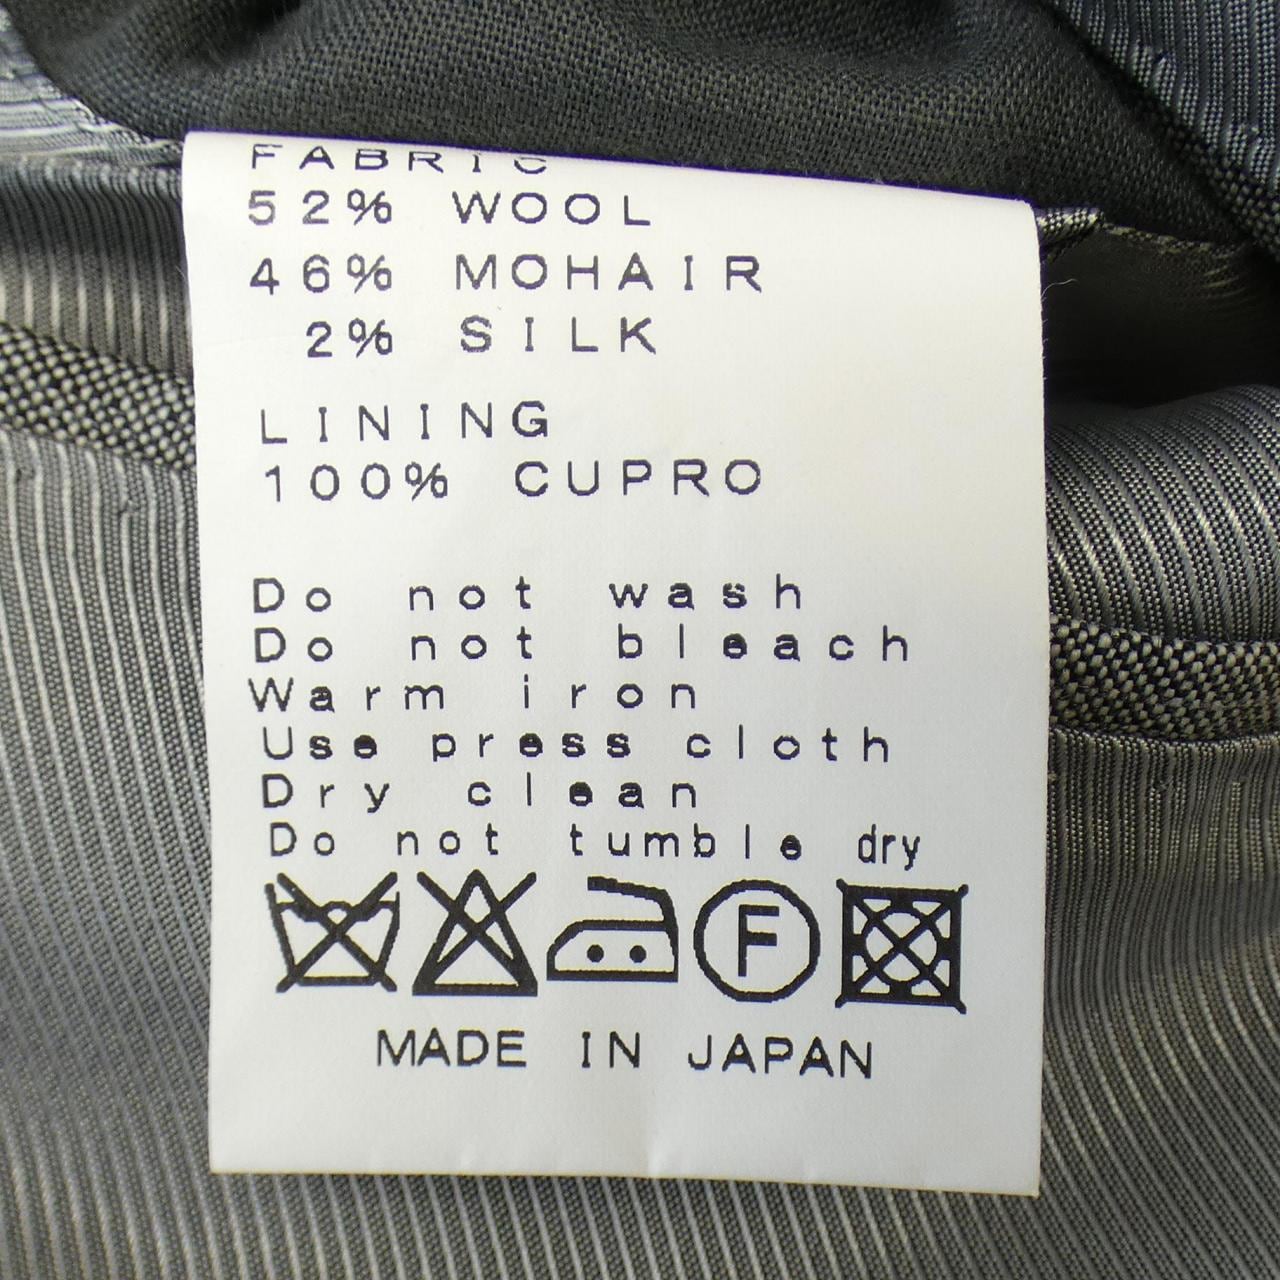 FABRIC
52% WOOL
46% MOHAIR
2% SILK
LINING
100% CUPRO
Do not wash
Do not bleach
Warm iron
Use press cloth
Dry clean
Do not tumble dry
F
MADE IN JAPAN